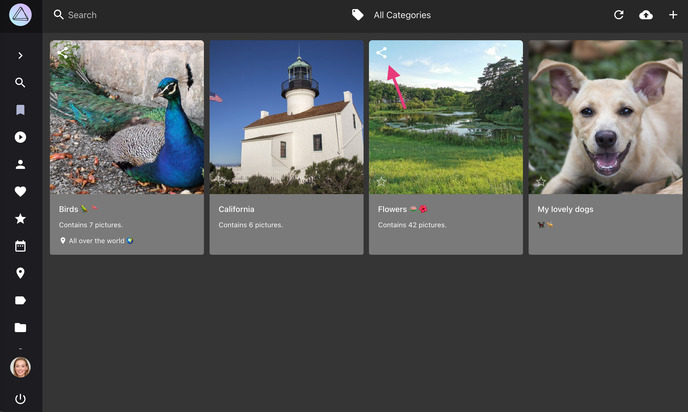 Search
All Categories
Birds 🦜
Contains 7 pictures.
All over the world 🌍
California
Contains 6 pictures.
Flowers 🌷🌺
Contains 42 pictures.
My lovely dogs